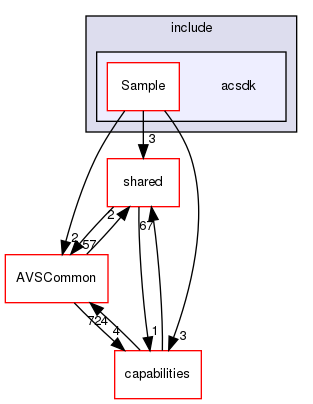 include
Sample
acsdk
3
shared
2
2
57
67
AVSCommon
724
4
1
3
capabilities